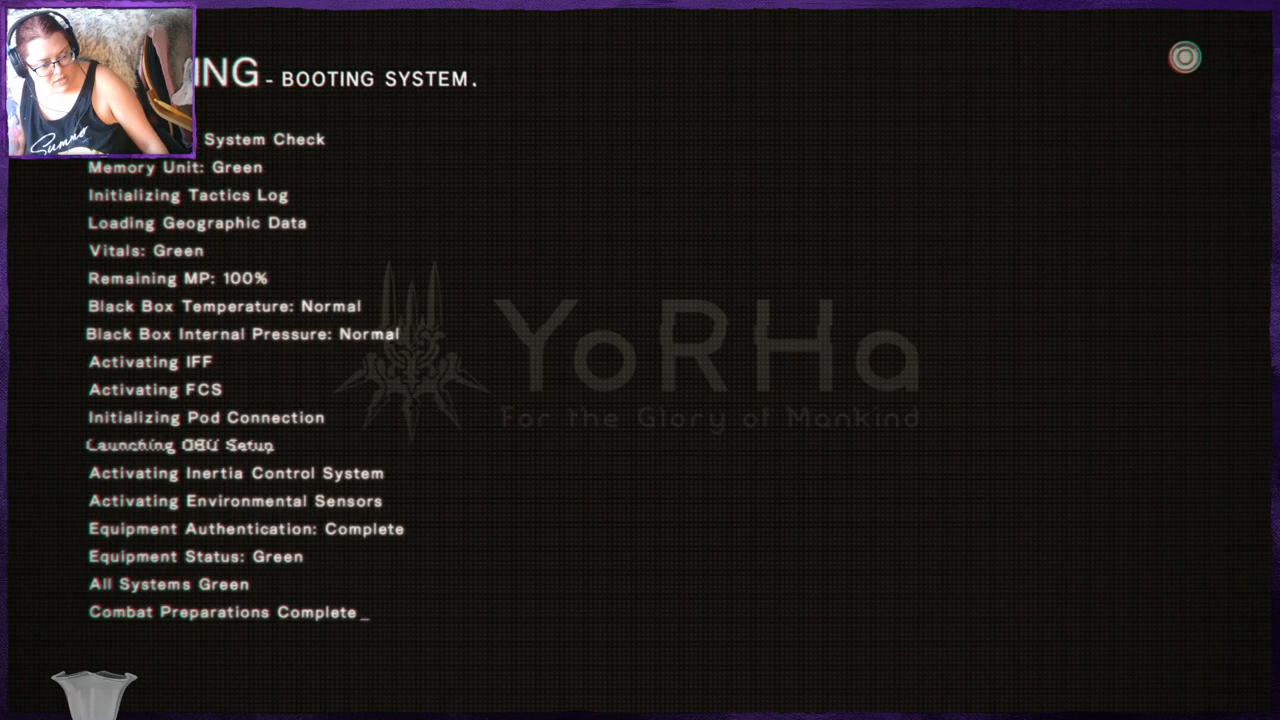 ING - BOOTING SYSTEM.
System Check
Memory Unit: Green
Initializing Tactics Log
Loading Geographic Data
Vitals: Green
Remaining MP: 100%
Black Box Temperature: Normal
Black Box Internal Pressure: Normal
Activating IFF
Activating FCS
Initializing Pod Connection
Launching DBU Setup
Activating Inertia Control System
Activating Environmental Sensors
Equipment Authentication: Complete
Equipment Status: Green
All Systems Green
Combat Preparations Complete_
YoRHa
For the Glory of Mankind